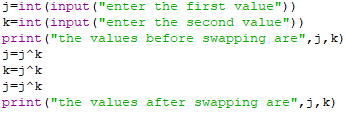 j=int(input("enter the first value"))
k=int(input("enter the second value"))
print("the values before swapping are",j,k)
j=j^k
k=j^k
j=j^k
print("the values after swapping are",j,k)